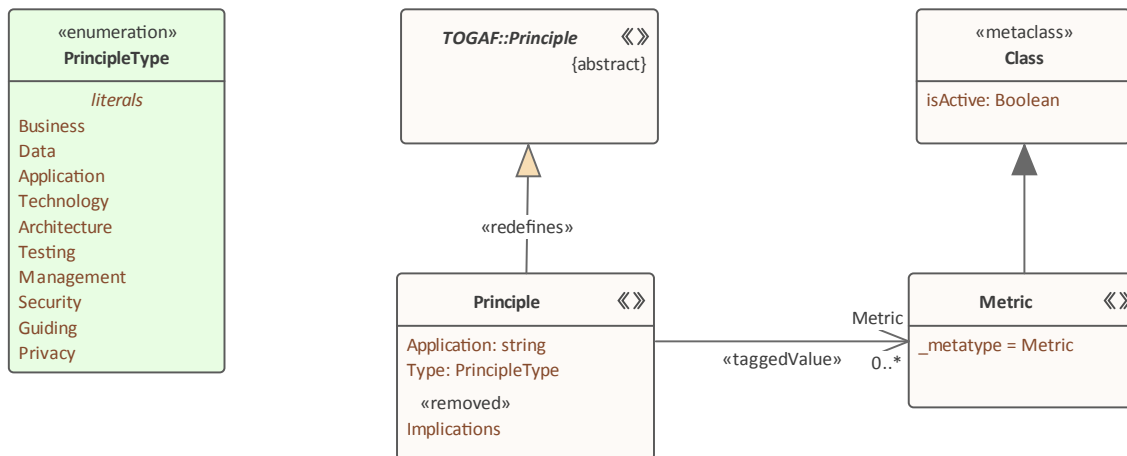 «enumeration»
PrincipleType
literals
Business
Data
Application
Technology
Architecture
Testing
Management
Security
Guiding
Privacy
TOGAF::Principle
{abstract}
«metaclass»
Class
isActive: Boolean
«redefines»
Principle
Application: string
Type: PrincipleType
«removed»
Implications
Metric
«taggedValue»
0..*
Metric
_metatype = Metric